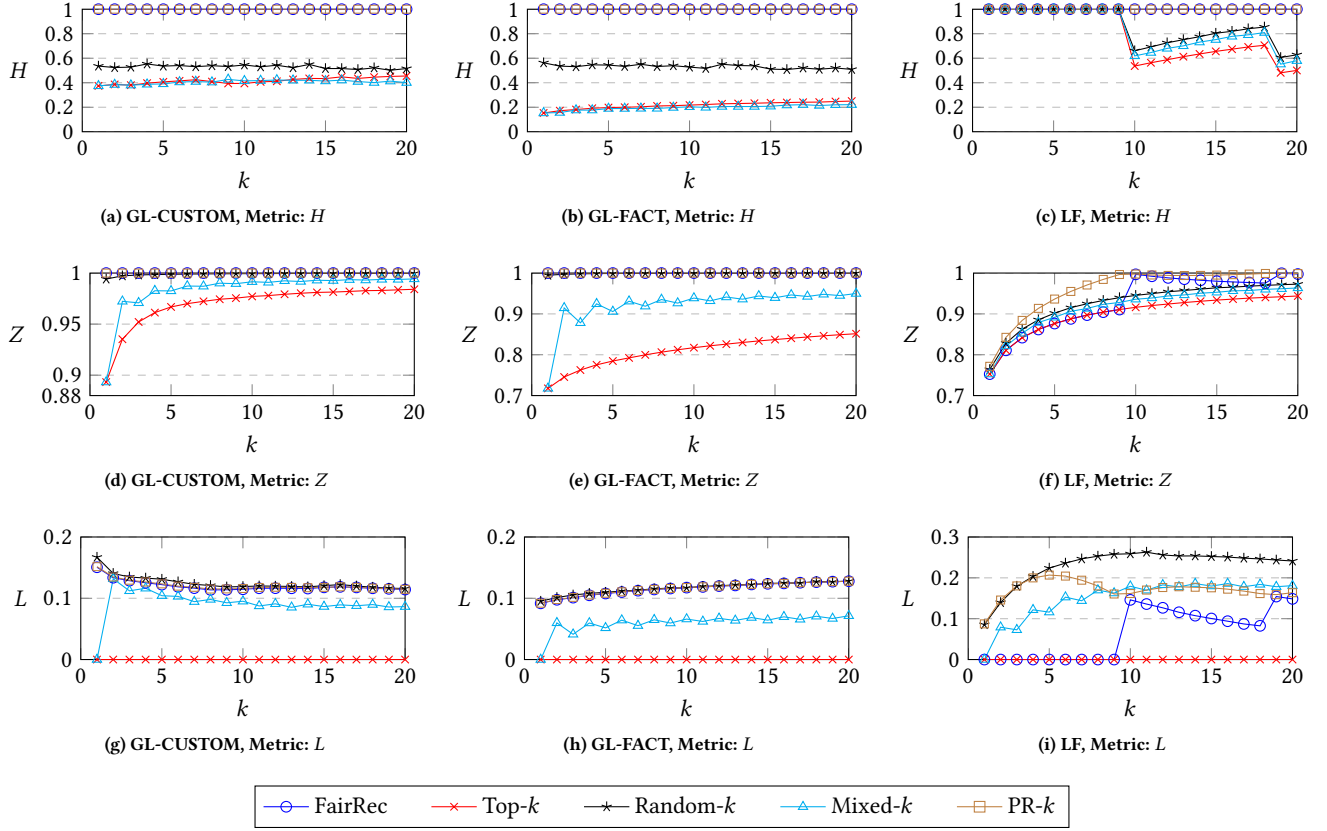 1
0.8
0.6
0.4
0.2
0
H
0 5 10 15 20
k
(a) GL-CUSTOM, Metric: H
1
0.8
0.6
0.4
0.2
0
H
0 5 10 15 20
k
(b) GL-FACT, Metric: H
1
0.8
0.6
0.4
0.2
0
H
0 5 10 15 20
k
(c) LF, Metric: H
1
0.95
0.9
0.88
Z
0 5 10 15 20
k
(d) GL-CUSTOM, Metric: Z
1
0.9
0.8
0.7
Z
0 5 10 15 20
k
(e) GL-FACT, Metric: Z
1
0.9
0.8
0.7
Z
0 5 10 15 20
k
(f) LF, Metric: Z
0.2
0.1
0
L
0 5 10 15 20
k
(g) GL-CUSTOM, Metric: L
0.2
0.1
0
L
0 5 10 15 20
k
(h) GL-FACT, Metric: L
0.3
0.2
0.1
0
L
0 5 10 15 20
k
(i) LF, Metric: L
FairRec Top-k Random-k Mixed-k PR-k